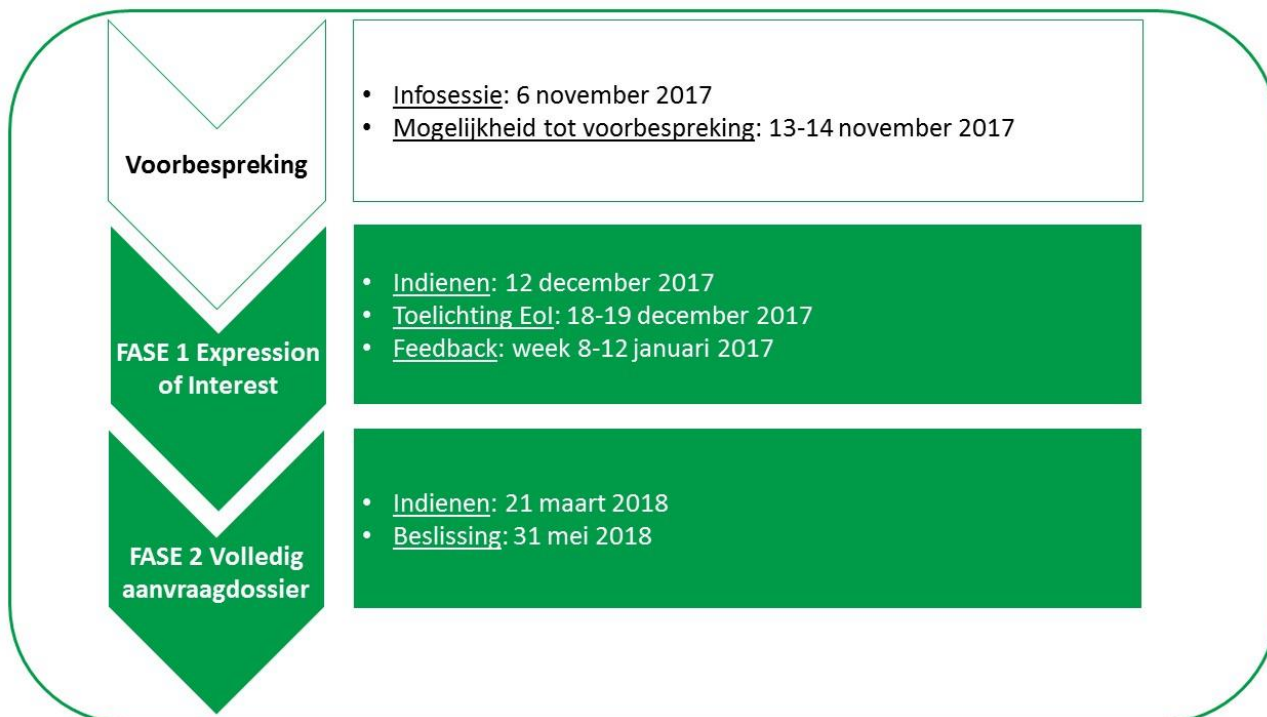 Voorbespreking
• Infosessie: 6 november 2017
• Mogelijkheid tot voorbespreking: 13-14 november 2017
FASE 1 Expression
of Interest
• Indienen: 12 december 2017
• Toelichting EoI: 18-19 december 2017
• Feedback: week 8-12 januari 2017
FASE 2 Volledig
aanvraagdossier
• Indienen: 21 maart 2018
• Beslissing: 31 mei 2018